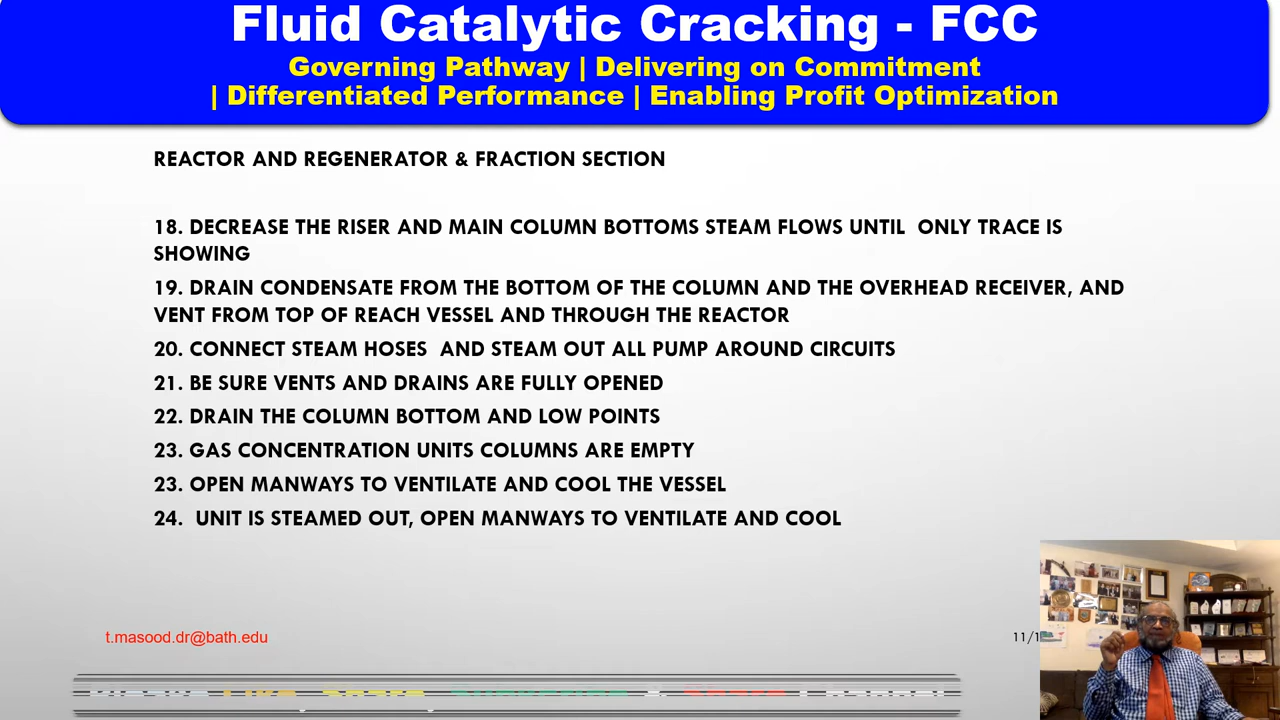 Fluid Catalytic Cracking - FCC
Governing Pathway | Delivering on Commitment
| Differentiated Performance | Enabling Profit Optimization
REACTOR AND REGENERATOR & FRACTION SECTION
18. DECREASE THE RISER AND MAIN COLUMN BOTTOMS STEAM FLOWS UNTIL ONLY TRACE IS
SHOWING
19. DRAIN CONDENSATE FROM THE BOTTOM OF THE COLUMN AND THE OVERHEAD RECEIVER, AND
VENT FROM TOP OF REACH VESSEL AND THROUGH THE REACTOR
20. CONNECT STEAM HOSES AND STEAM OUT ALL PUMP AROUND CIRCUITS
21. BE SURE VENTS AND DRAINS ARE FULLY OPENED
22. DRAIN THE COLUMN BOTTOM AND LOW POINTS
23. GAS CONCENTRATION UNITS COLUMNS ARE EMPTY
23. OPEN MANWAYS TO VENTILATE AND COOL THE VESSEL
24. UNIT IS STEAMED OUT, OPEN MANWAYS TO VENTILATE AND COOL
t.masood.dr@bath.edu
11/1